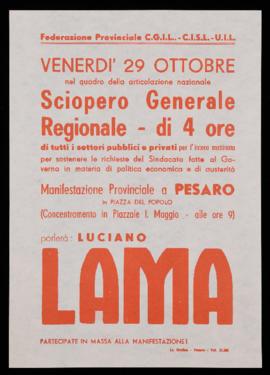 Federazione Provinciale C.G.I.L. - C.I.S.L. - U.I.L.
VENERDI' 29 OTTOBRE
nel quadro della articolazione nazionale
Sciopero Generale
Regionale - di 4 ore
di tutti i settori pubblici e privati per l'intera mattinata
per sostenere le richieste del Sindacato fatte al Go-
verno in materia di politica economica e di austerità
Manifestazione Provinciale a PESARO
in PIAZZA DEL POPOLO
(Concentramento in Piazzale I. Maggio - alle ore 9)
parlerà: LUCIANO
LAMA
PARTECIPATE IN MASSA ALLA MANIFESTAZIONE!
Pesaro - Tel.